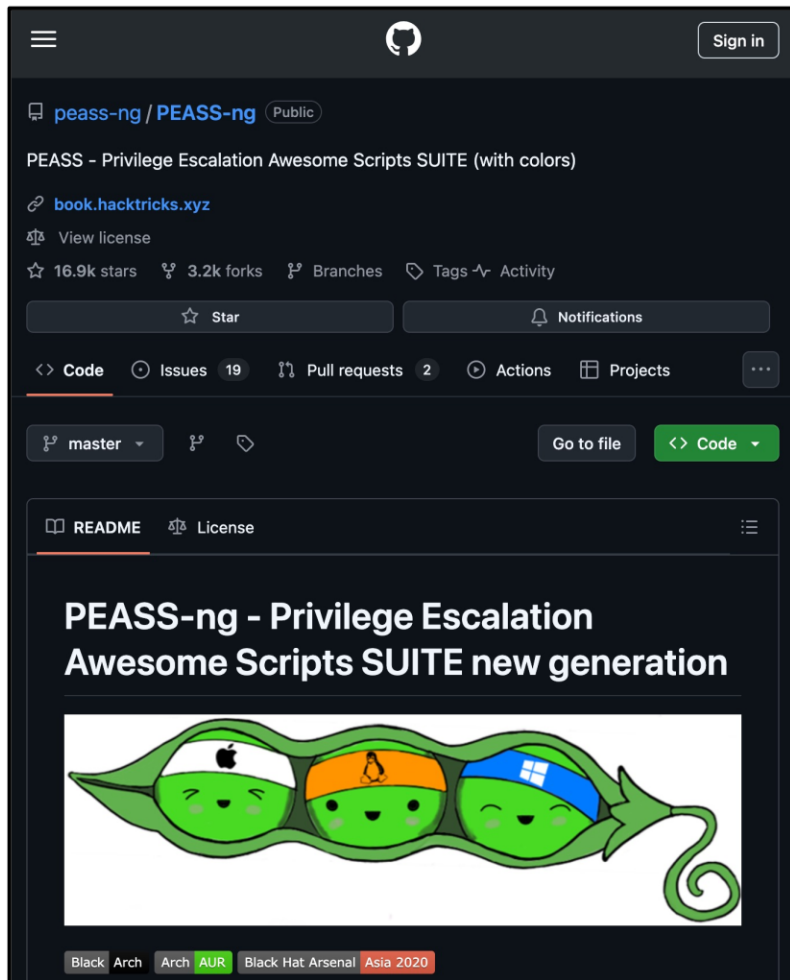 Sign in
peass-ng / PEASS-ng Public
PEASS - Privilege Escalation Awesome Scripts SUITE (with colors)
book.hacktricks.xyz
View license
16.9k stars 3.2k forks Branches Tags Activity
Star Notifications
Code Issues 19 Pull requests 2 Actions Projects
master Go to file Code
README License
PEASS-ng - Privilege Escalation
Awesome Scripts SUITE new generation
Black Arch Arch AUR Black Hat Arsenal Asia 2020